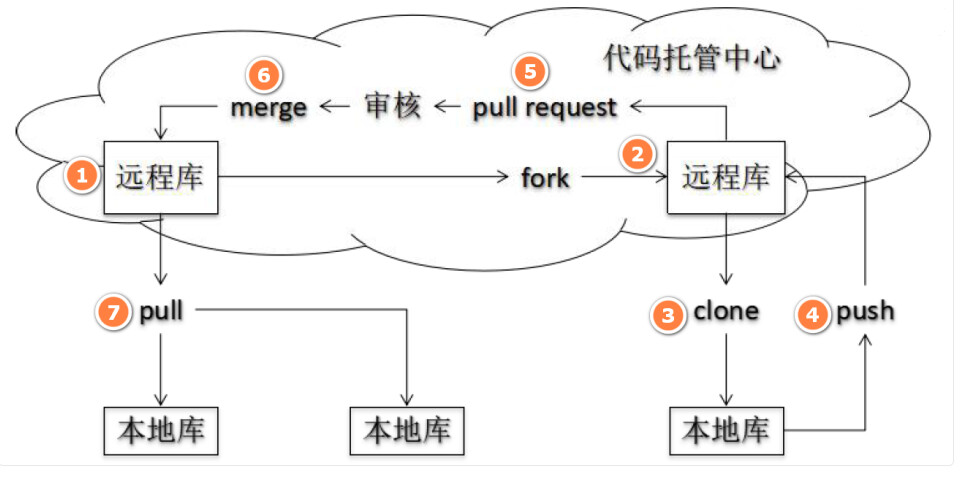 代码托管中心
6 5
merge 审核 pull request
1 远程库 fork 2 远程库
7 pull 3 clone 4 push
本地库 本地库 本地库